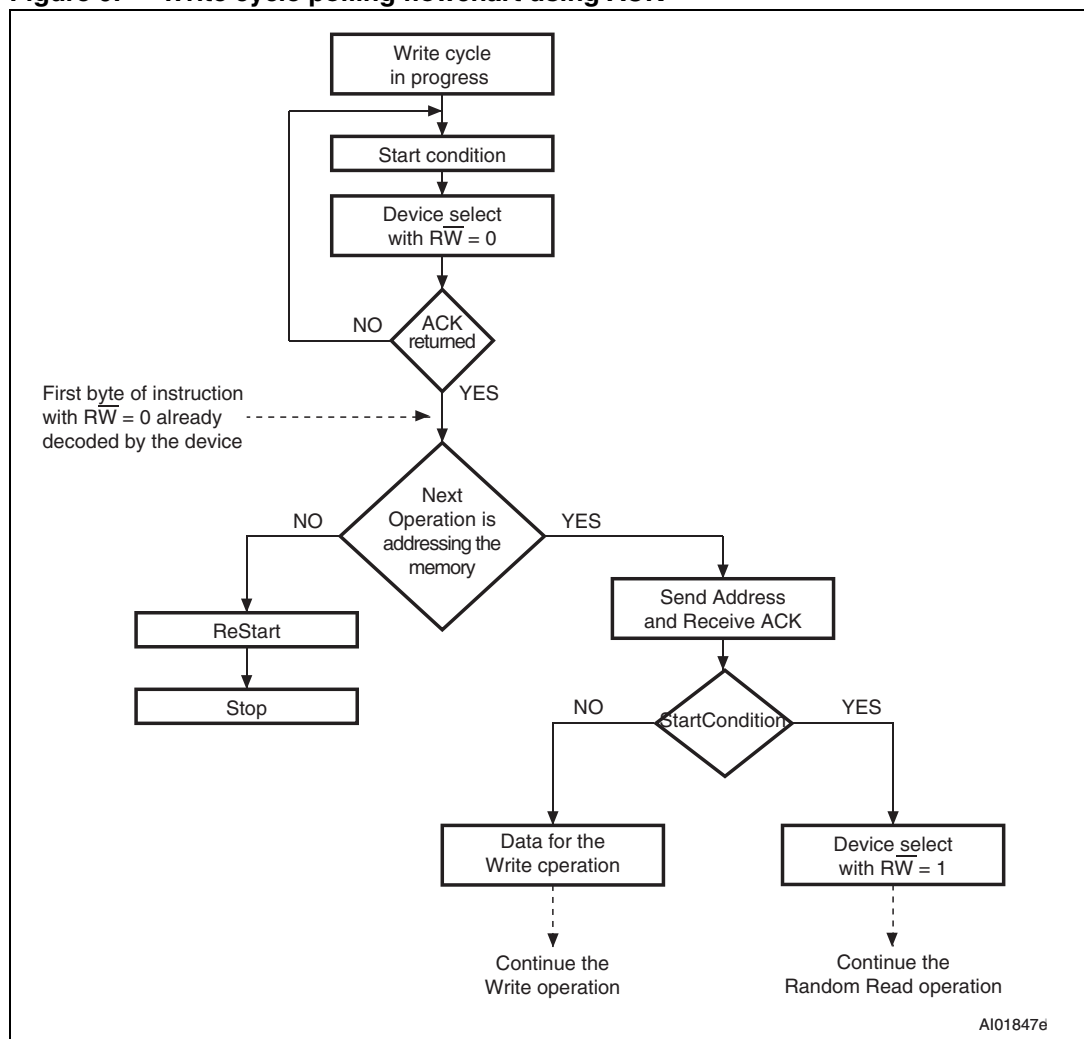 Write cycle
in progress
Start condition
Device select
with RW̅ = 0
NO
ACK
returned
YES
First byte of instruction
with RW̅ = 0 already
decoded by the device
NO
Next
Operation is
addressing the
memory
YES
Send Address
and Receive ACK
ReStart
Stop
NO
StartCondition
YES
Data for the
Write cperation
Device select
with RW̅ = 1
Continue the
Write operation
Continue the
Random Read operation
AI01847e